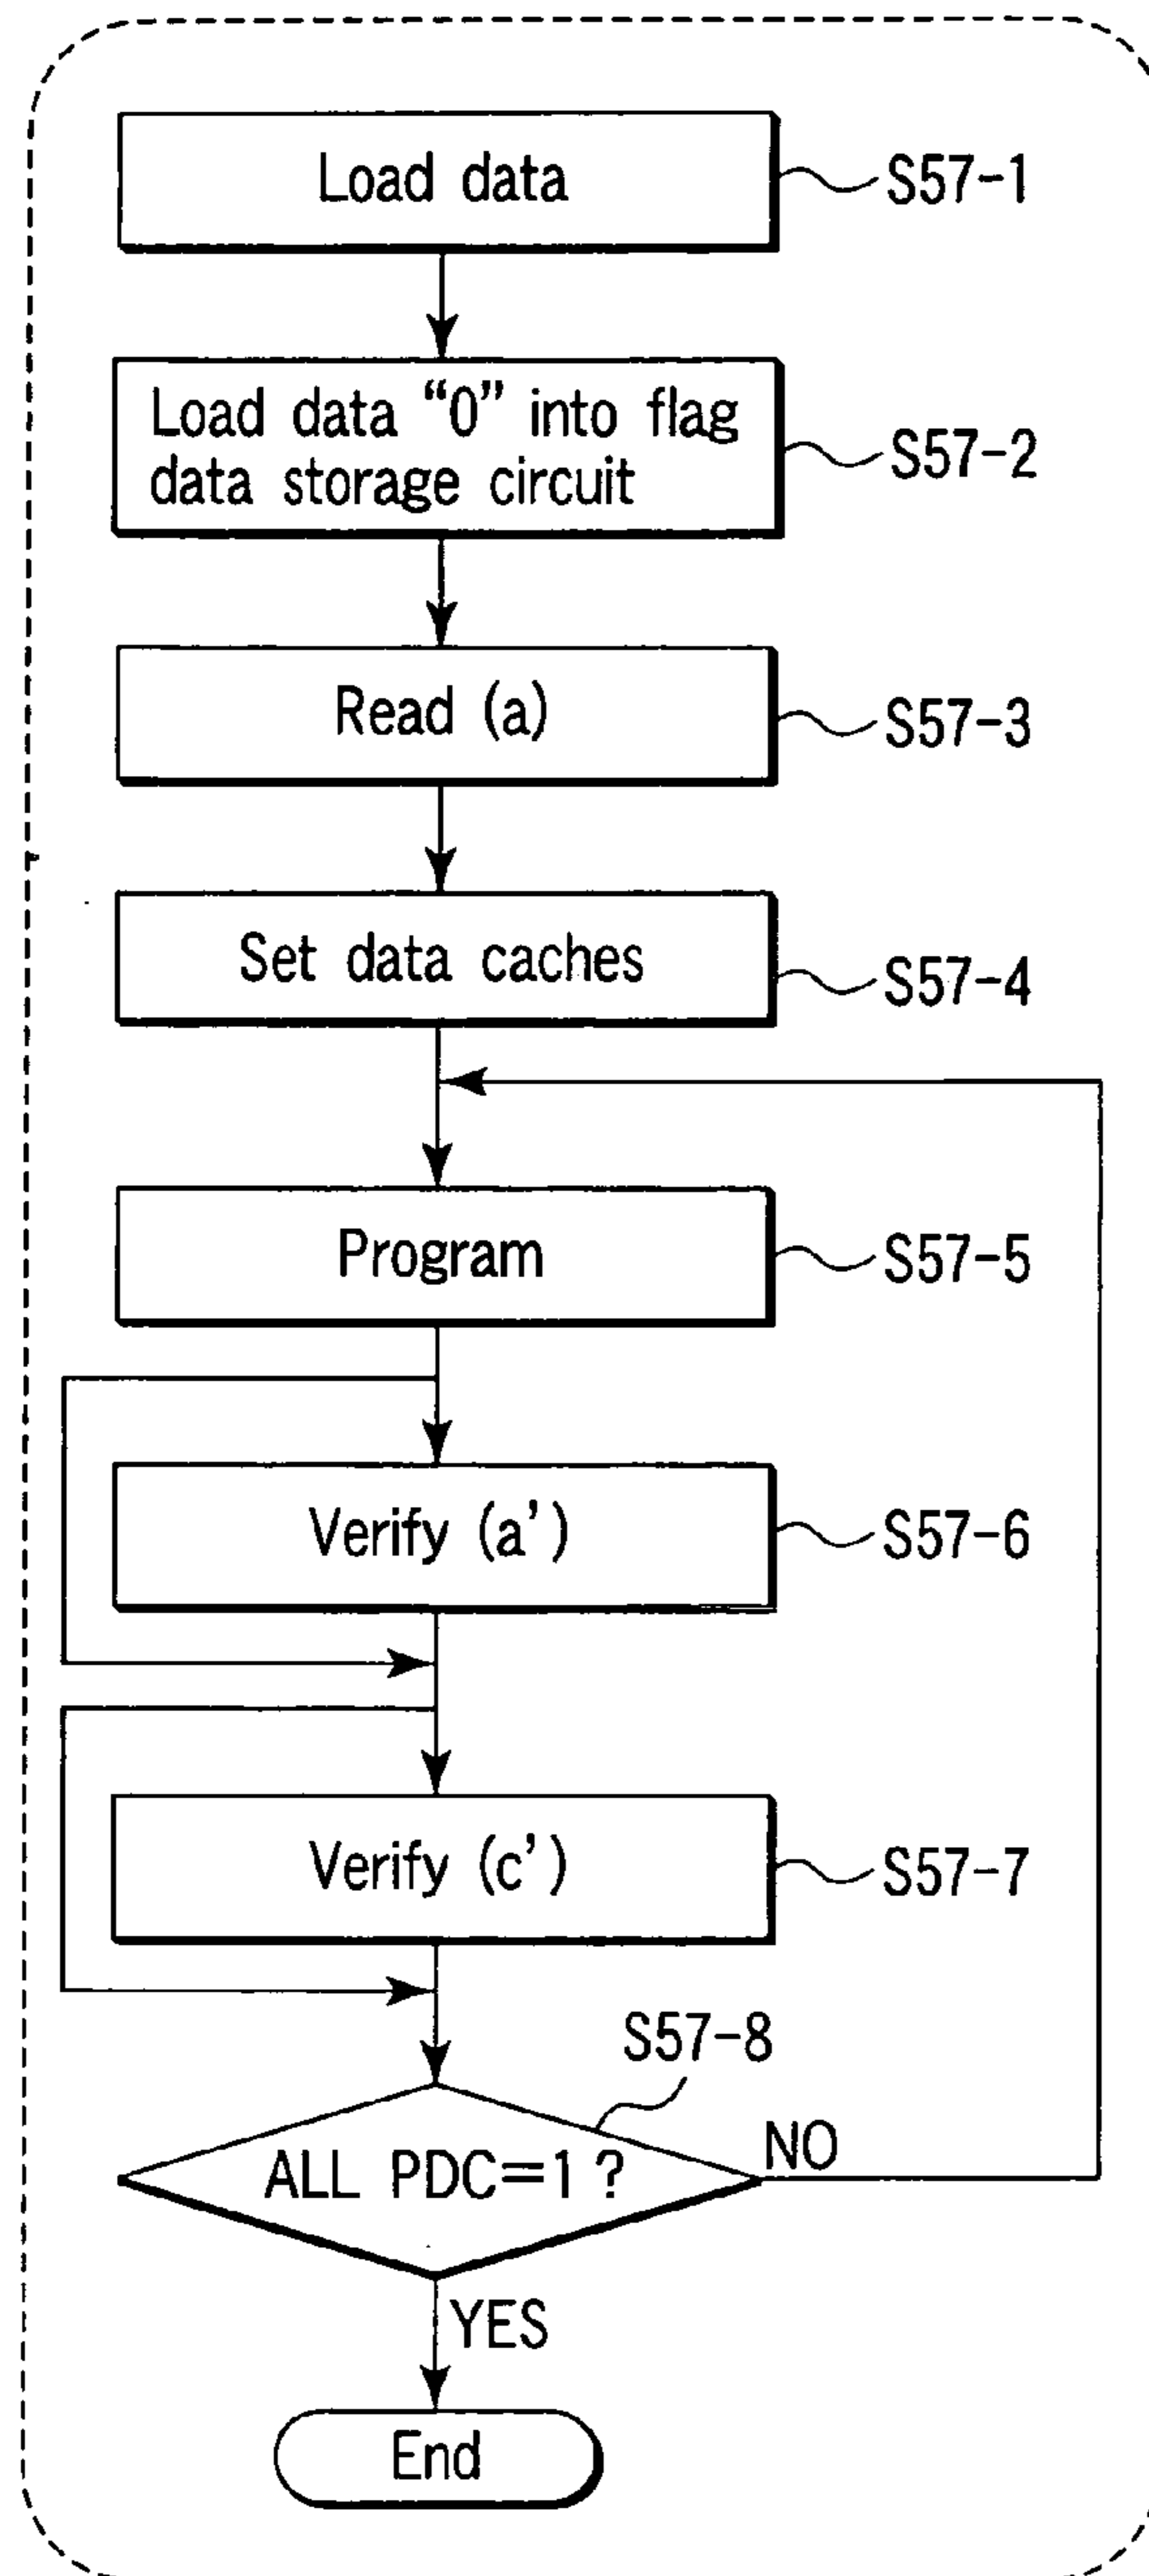 Load data
S57-1
Load data “0” into flag
data storage circuit
S57-2
Read (a)
S57-3
Set data caches
S57-4
Program
S57-5
Verify (a’)
S57-6
Verify (c’)
S57-7
S57-8
ALL PDC=1 ?
NO
YES
End